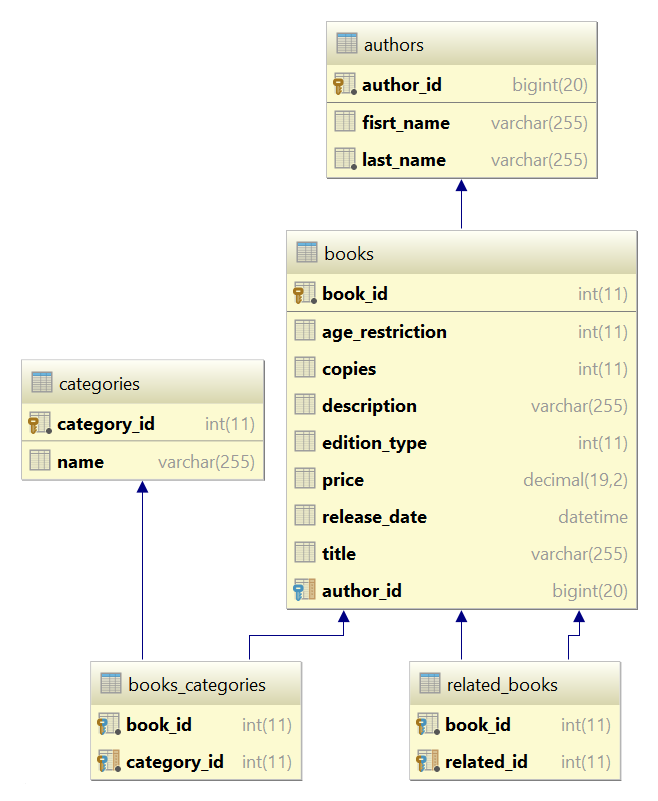 authors
author_id bigint(20)
fisrt_name varchar(255)
last_name varchar(255)
books
book_id int(11)
age_restriction int(11)
copies int(11)
description varchar(255)
edition_type int(11)
price decimal(19,2)
release_date datetime
title varchar(255)
author_id bigint(20)
categories
category_id int(11)
name varchar(255)
books_categories
book_id int(11)
category_id int(11)
related_books
book_id int(11)
related_id int(11)